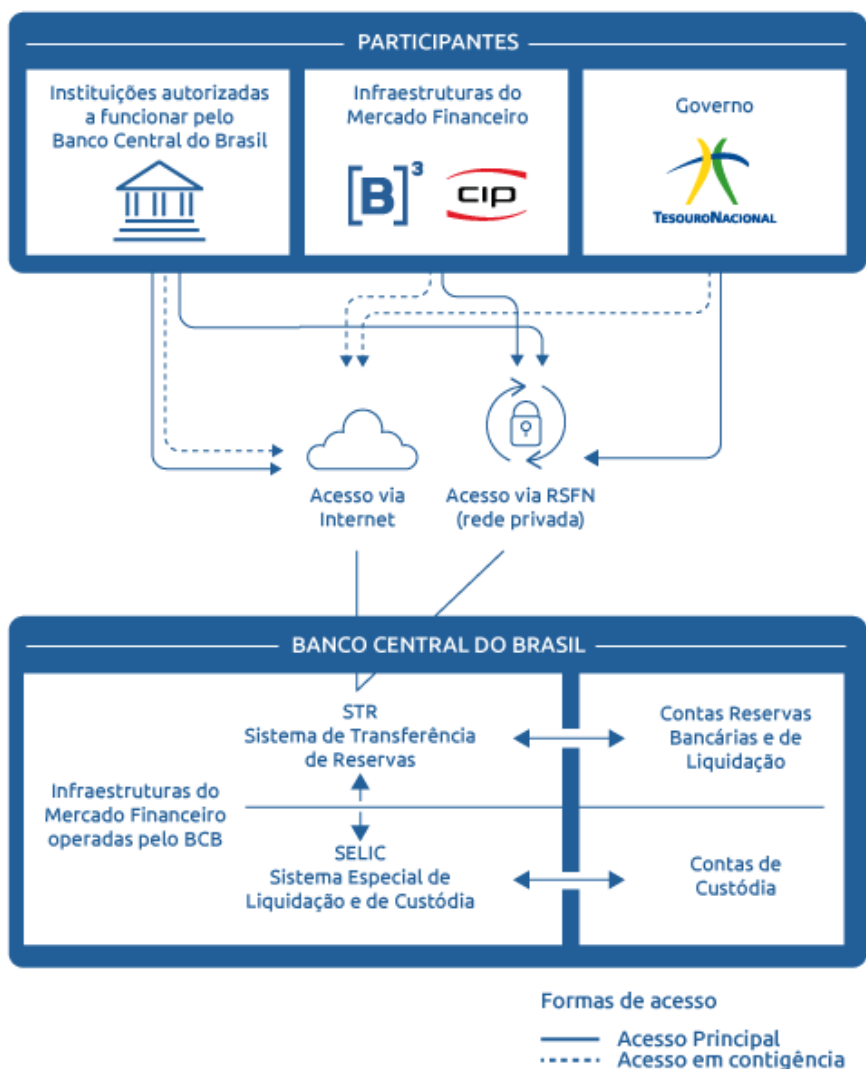 PARTICIPANTES
Instituições autorizadas
a funcionar pelo
Banco Central do Brasil
Infraestruturas do
Mercado Financeiro
[B]³
CIP
Governo
TESOURONACIONAL
Acesso via
Internet
Acesso via RSFN
(rede privada)
BANCO CENTRAL DO BRASIL
Infraestruturas do
Mercado Financeiro
operadas pelo BCB
STR
Sistema de Transferência
de Reservas
SELIC
Sistema Especial de
Liquidação e de Custódia
Contas Reservas
Bancárias e de
Liquidação
Contas de
Custódia
Formas de acesso
Acesso Principal
Acesso em contigência